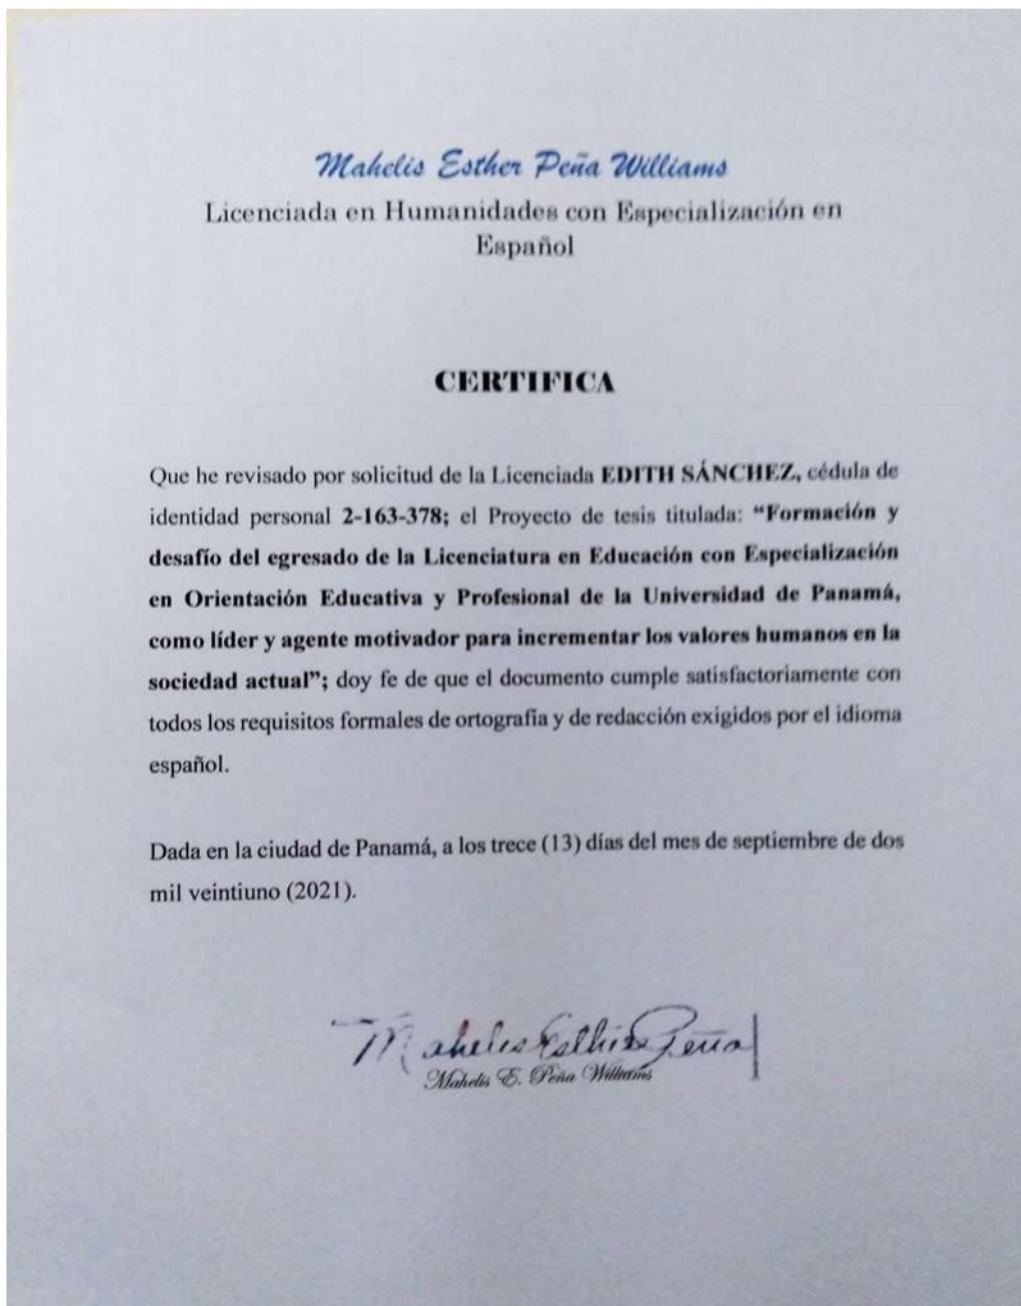 Mahelis Esther Peña Williams
Licenciada en Humanidades con Especialización en
Español
CERTIFICA
Que he revisado por solicitud de la Licenciada EDITH SÁNCHEZ, cédula de
identidad personal 2-163-378; el Proyecto de tesis titulada: “Formación y
desafío del egresado de la Licenciatura en Educación con Especialización
en Orientación Educativa y Profesional de la Universidad de Panamá,
como líder y agente motivador para incrementar los valores humanos en la
sociedad actual”; doy fe de que el documento cumple satisfactoriamente con
todos los requisitos formales de ortografía y de redacción exigidos por el idioma
español.
Dada en la ciudad de Panamá, a los trece (13) días del mes de septiembre de dos
mil veintiuno (2021).
Mahelis Esther Peña
Mahelis E. Peña Williams